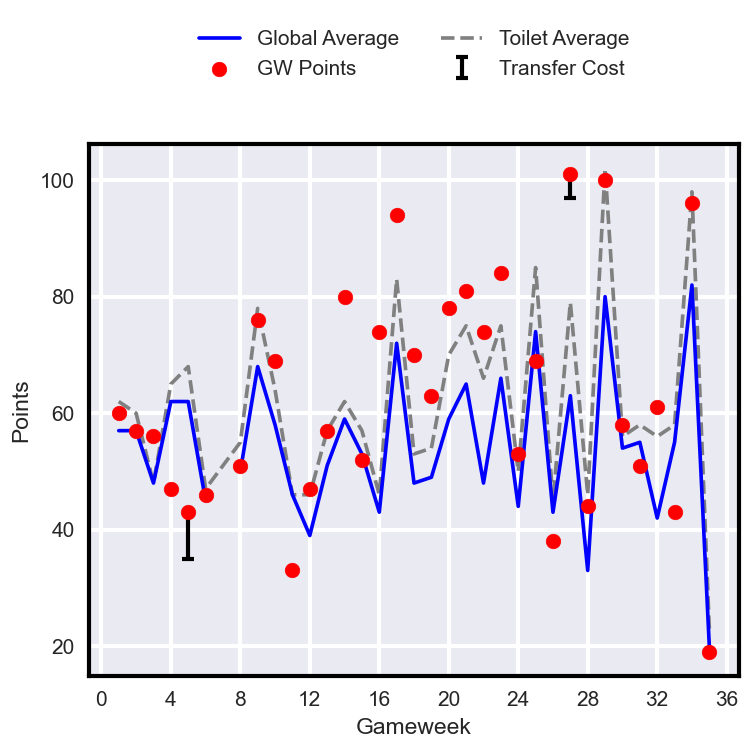 Global Average
Toilet Average
GW Points
Transfer Cost
100
80
60
40
20
Points
0 4 8 12 16 20 24 28 32 36
Gameweek